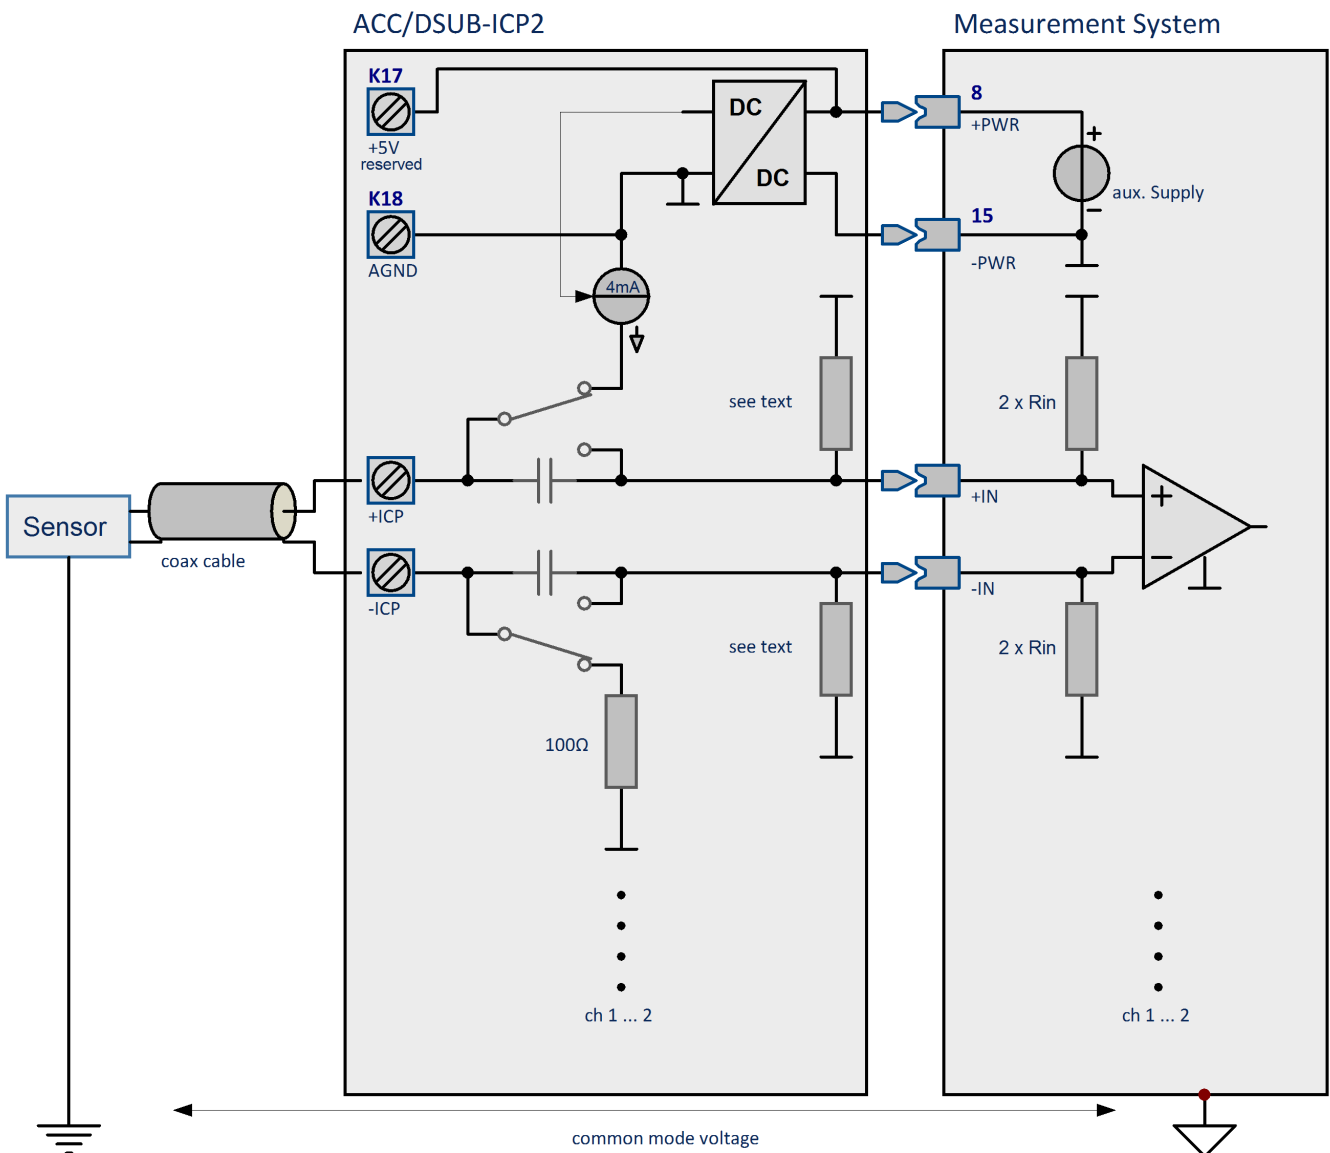 ACC/DSUB-ICP2
Measurement System
K17
+5V
reserved
DC
DC
8
+PWR
+
aux. Supply
−
K18
AGND
15
-PWR
4mA
see text
2 x Rin
+ICP
+IN
+
Sensor
coax cable
-ICP
-IN
−
see text
2 x Rin
100Ω
ch 1 ... 2
ch 1 ... 2
common mode voltage